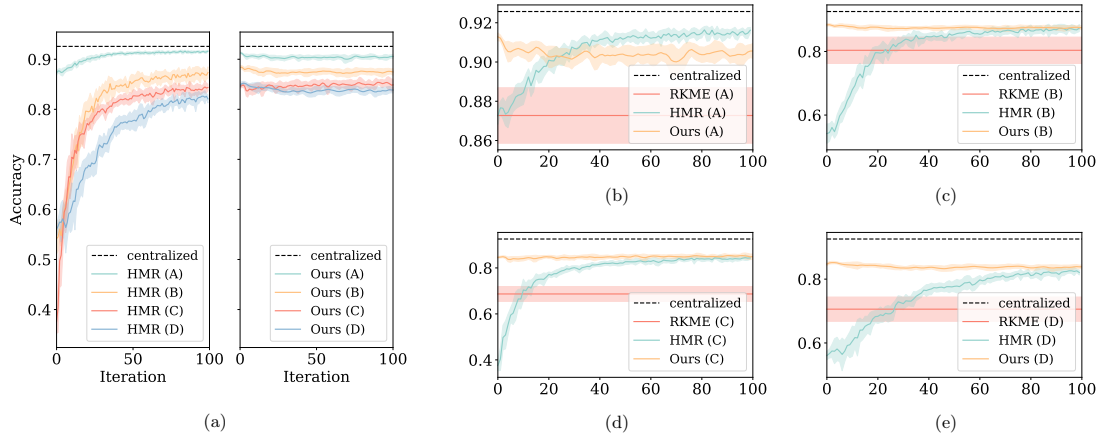 Accuracy
0.9
0.8
0.7
0.6
0.5
0.4
centralized
HMR (A)
HMR (B)
HMR (C)
HMR (D)
0
50
100
Iteration
centralized
Ours (A)
Ours (B)
Ours (C)
Ours (D)
0
50
100
Iteration
(a)
0.92
0.90
0.88
0.86
centralized
RKME (A)
HMR (A)
Ours (A)
0 20 40 60 80 100
(b)
0.8
0.6
centralized
RKME (B)
HMR (B)
Ours (B)
0 20 40 60 80 100
(c)
0.8
0.6
0.4
centralized
RKME (C)
HMR (C)
Ours (C)
0 20 40 60 80 100
(d)
0.8
0.6
centralized
RKME (D)
HMR (D)
Ours (D)
0 20 40 60 80 100
(e)